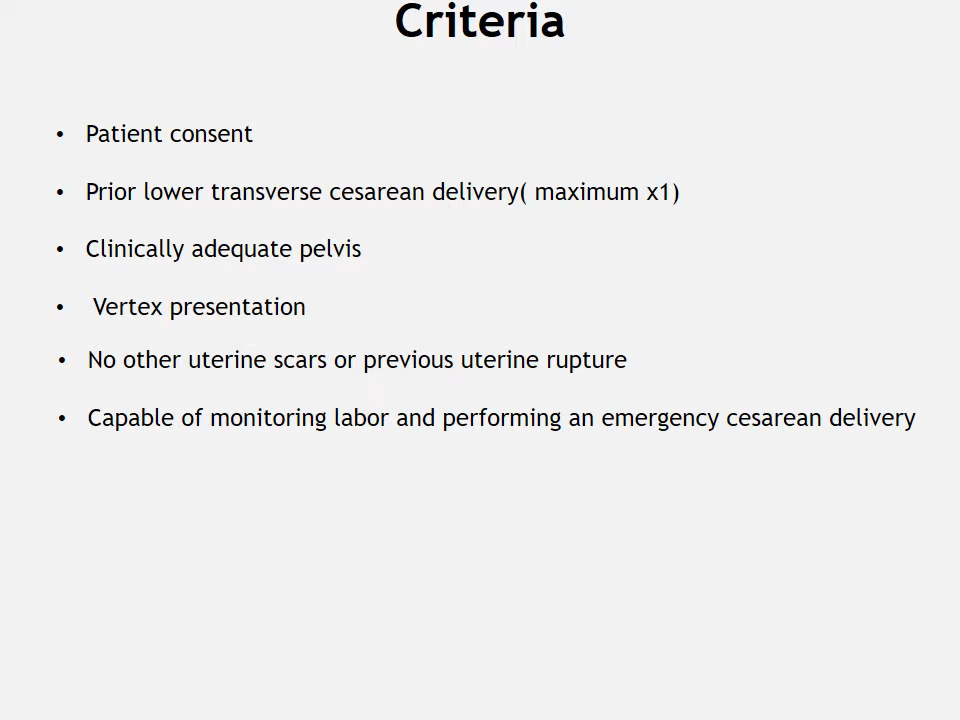 Criteria
• Patient consent
• Prior lower transverse cesarean delivery( maximum x1)
• Clinically adequate pelvis
• Vertex presentation
• No other uterine scars or previous uterine rupture
• Capable of monitoring labor and performing an emergency cesarean delivery